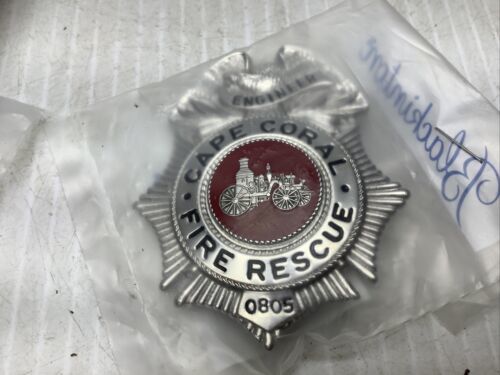 ENGINEER
CAPE CORAL
FIRE RESCUE
0805
Blackinton